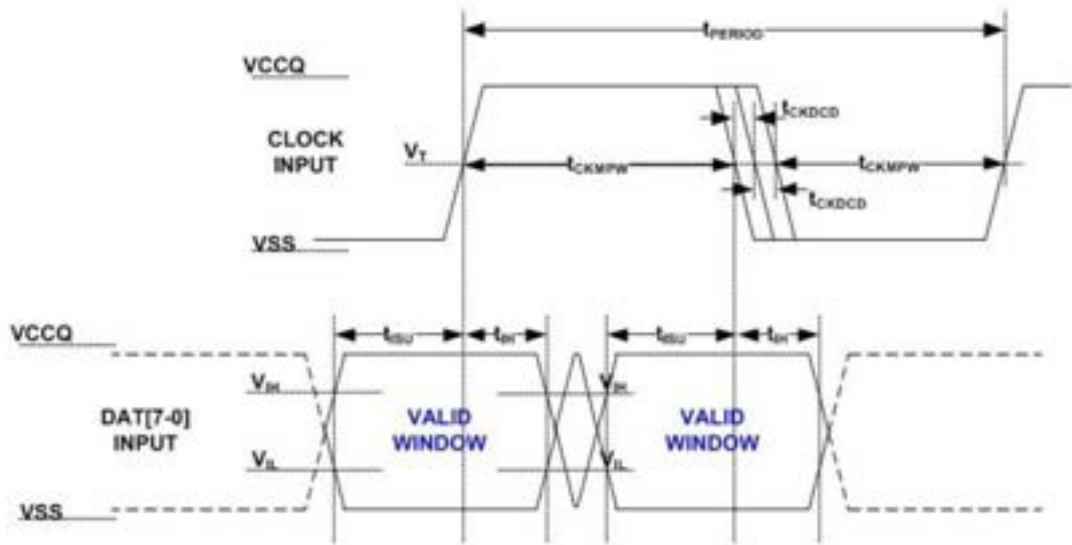 tPERIOD
VCCQ
tCKDCD
CLOCK
INPUT
VT
tCKMPW
tCKMPW
tCKDCD
VSS
VCCQ
tISU
tIH
tISU
tIH
VIH
VIH
DAT[7-0]
INPUT
VALID
WINDOW
VALID
WINDOW
VIL
VIL
VSS